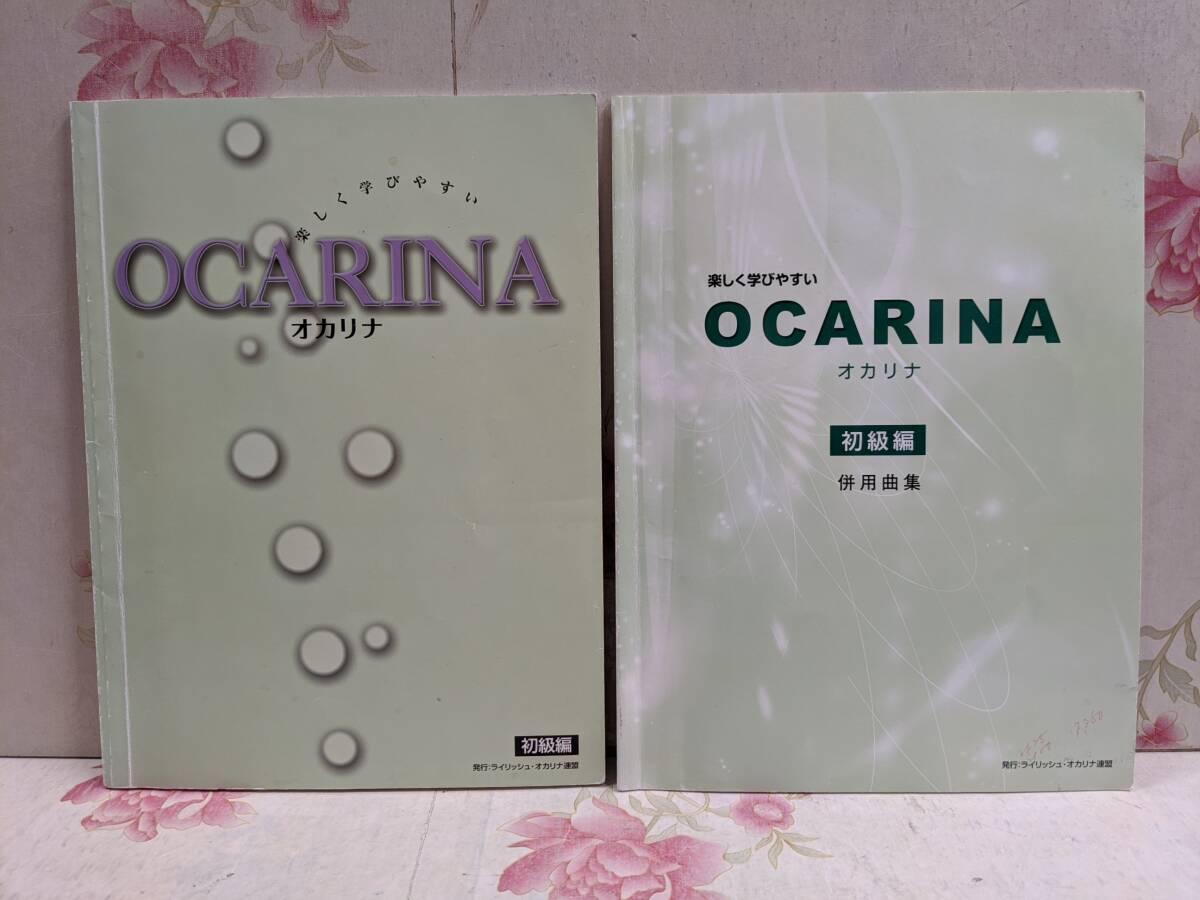 楽しく学びやすい
OCARINA
オカリナ
初級編
発行:ライリッシュ・オカリナ連盟
楽しく学びやすい
OCARINA
オカリナ
初級編
併用曲集
発行:ライリッシュ・オカリナ連盟